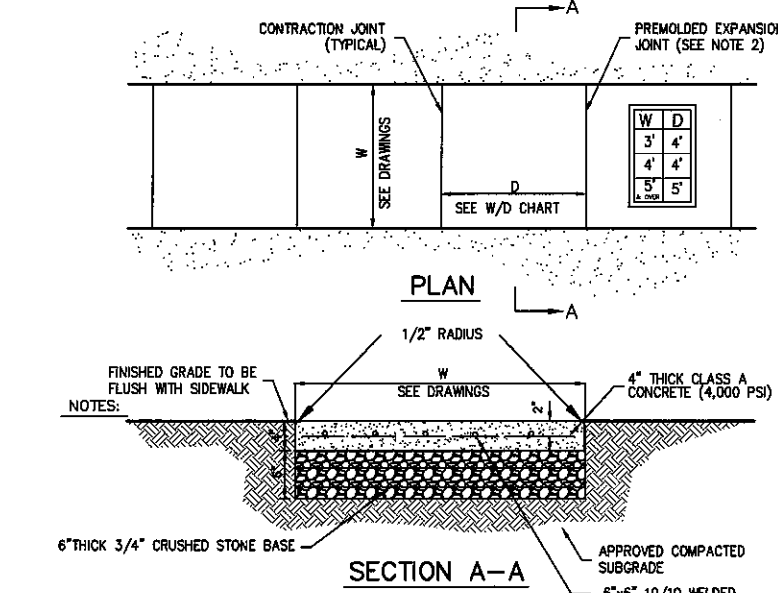 A
CONTRACTION JOINT
(TYPICAL)
PREMOLDED EXPANSION
JOINT (SEE NOTE 2)
W
SEE DRAWINGS
D
SEE W/D CHART
W D
3' 4'
4' 4'
5' 5'
& OVER
PLAN
A
1/2" RADIUS
FINISHED GRADE TO BE
FLUSH WITH SIDEWALK
W
SEE DRAWINGS
4" THICK CLASS A
CONCRETE (4,000 PSI)
NOTES:
2"
4"
6"
6"THICK 3/4" CRUSHED STONE BASE
APPROVED COMPACTED
SUBGRADE
SECTION A-A
6"x6" 10/10 WELDED